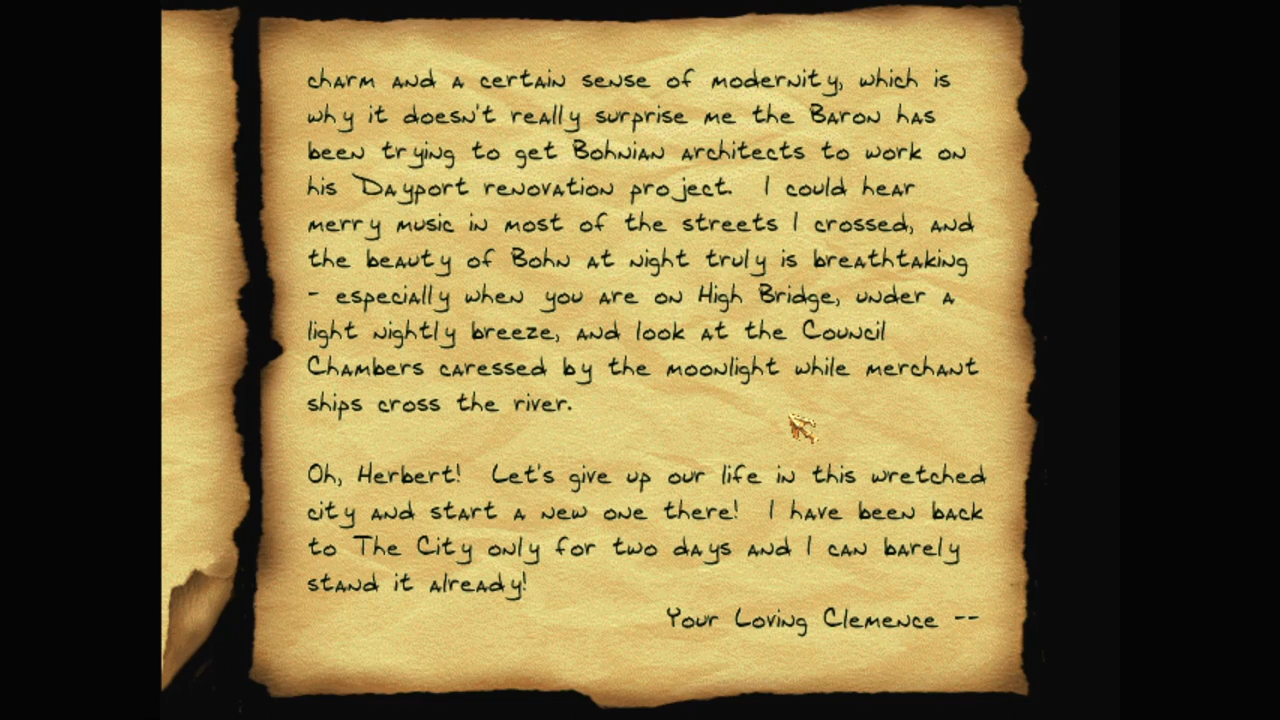 charm and a certain sense of modernity, which is
why it doesn't really surprise me the Baron has
been trying to get Bohnian architects to work on
his Dayport renovation project.  I could hear
merry music in most of the streets I crossed, and
the beauty of Bohn at night truly is breathtaking
- especially when you are on High Bridge, under a
light nightly breeze, and look at the Council
Chambers caressed by the moonlight while merchant
ships cross the river.
Oh, Herbert!  Let's give up our life in this wretched
city and start a new one there!  I have been back
to The City only for two days and I can barely
stand it already!
Your Loving Clemence --